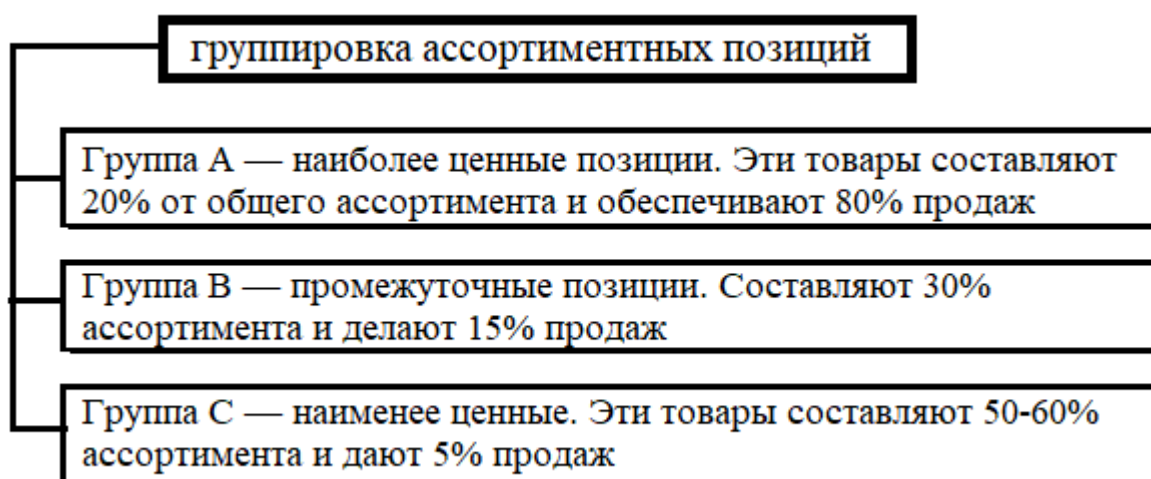 группировка ассортиментных позиций
Группа А — наиболее ценные позиции. Эти товары составляют
20% от общего ассортимента и обеспечивают 80% продаж
Группа В — промежуточные позиции. Составляют 30%
ассортимента и делают 15% продаж
Группа С — наименее ценные. Эти товары составляют 50-60%
ассортимента и дают 5% продаж